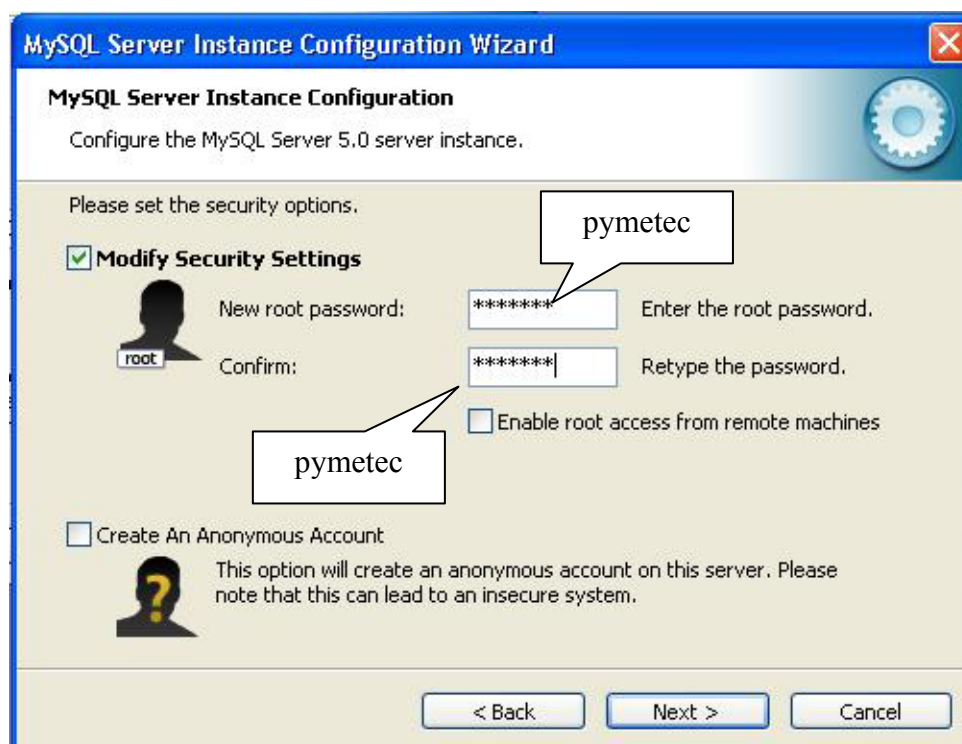 MySQL Server Instance Configuration Wizard
MySQL Server Instance Configuration
Configure the MySQL Server 5.0 server instance.
Please set the security options.
pymetec
Modify Security Settings
New root password: ******* Enter the root password.
root
Confirm: ******* Retype the password.
Enable root access from remote machines
pymetec
Create An Anonymous Account
?
This option will create an anonymous account on this server. Please
note that this can lead to an insecure system.
< Back Next > Cancel